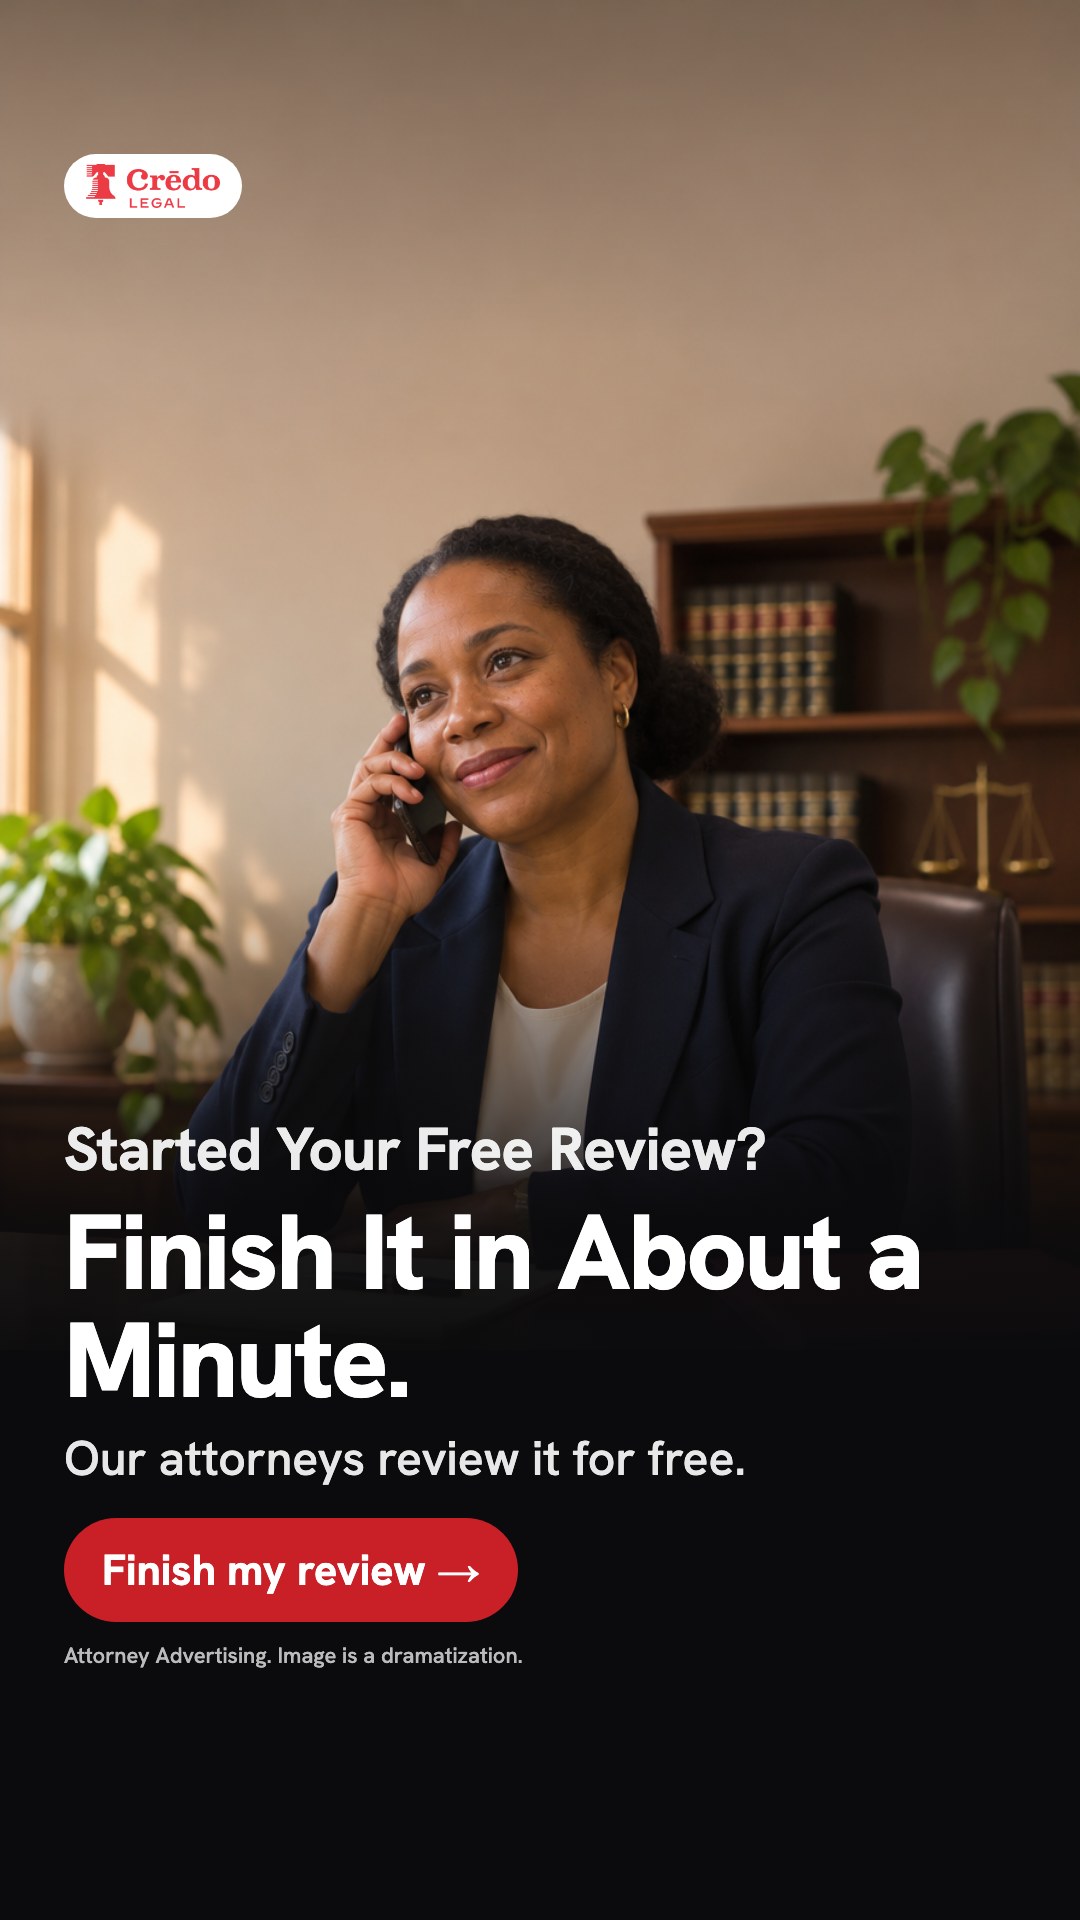 Crēdo
LEGAL
Started Your Free Review?
Finish It in About a
Minute.
Our attorneys review it for free.
Finish my review →
Attorney Advertising. Image is a dramatization.